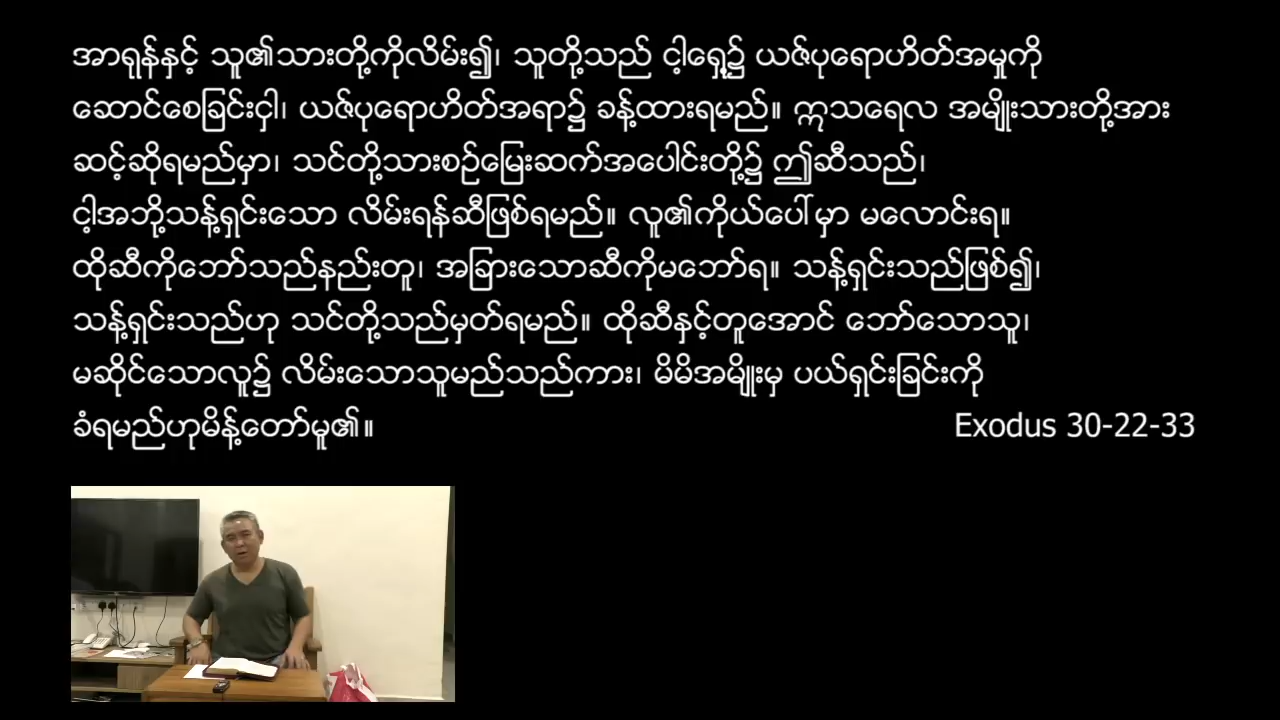 အာရုန်နှင့် သူ၏သားတို့ကိုလိမ်း၍၊ သူတို့သည် ငါ့ရှေ့၌ ယဇ်ပုရောဟိတ်အမှုကို
ဆောင်စေခြင်းငှါ၊ ယဇ်ပုရောဟိတ်အရာ၌ ခန့်ထားရမည်။ ဣသရေလ အမျိုးသားတို့အား
ဆင့်ဆိုရမည်မှာ၊ သင်တို့သားစဉ်မြေးဆက်အပေါင်းတို့၌ ဤဆီသည်၊
ငါ့အဘို့သန့်ရှင်းသော လိမ်းရန်ဆီဖြစ်ရမည်။ လူ၏ကိုယ်ပေါ်မှာ မလောင်းရ။
ထိုဆီကိုဘော်သည်နည်းတူ၊ အခြားသောဆီကိုမဘော်ရ။ သန့်ရှင်းသည်ဖြစ်၍၊
သန့်ရှင်းသည်ဟု သင်တို့သည်မှတ်ရမည်။ ထိုဆီနှင့်တူအောင် ဘော်သောသူ၊
မဆိုင်သောလူ၌ လိမ်းသောသူမည်သည်ကား၊ မိမိအမျိုးမှ ပယ်ရှင်းခြင်းကို
ခံရမည်ဟုမိန့်တော်မူ၏။ Exodus 30-22-33